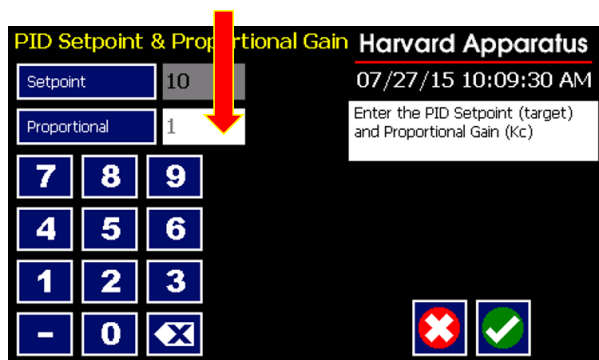 PID Setpoint & Proportional Gain
Harvard Apparatus
07/27/15 10:09:30 AM
Setpoint 10
Proportional 1
Enter the PID Setpoint (target)
and Proportional Gain (Kc)
7 8 9
4 5 6
1 2 3
- 0